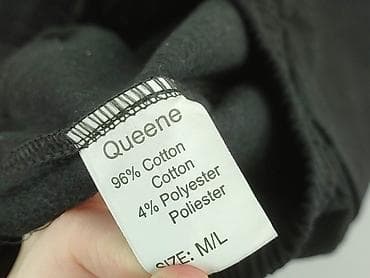 Queene
96% Cotton
Cotton
4% Polyester
Poliester
SIZE: M/L